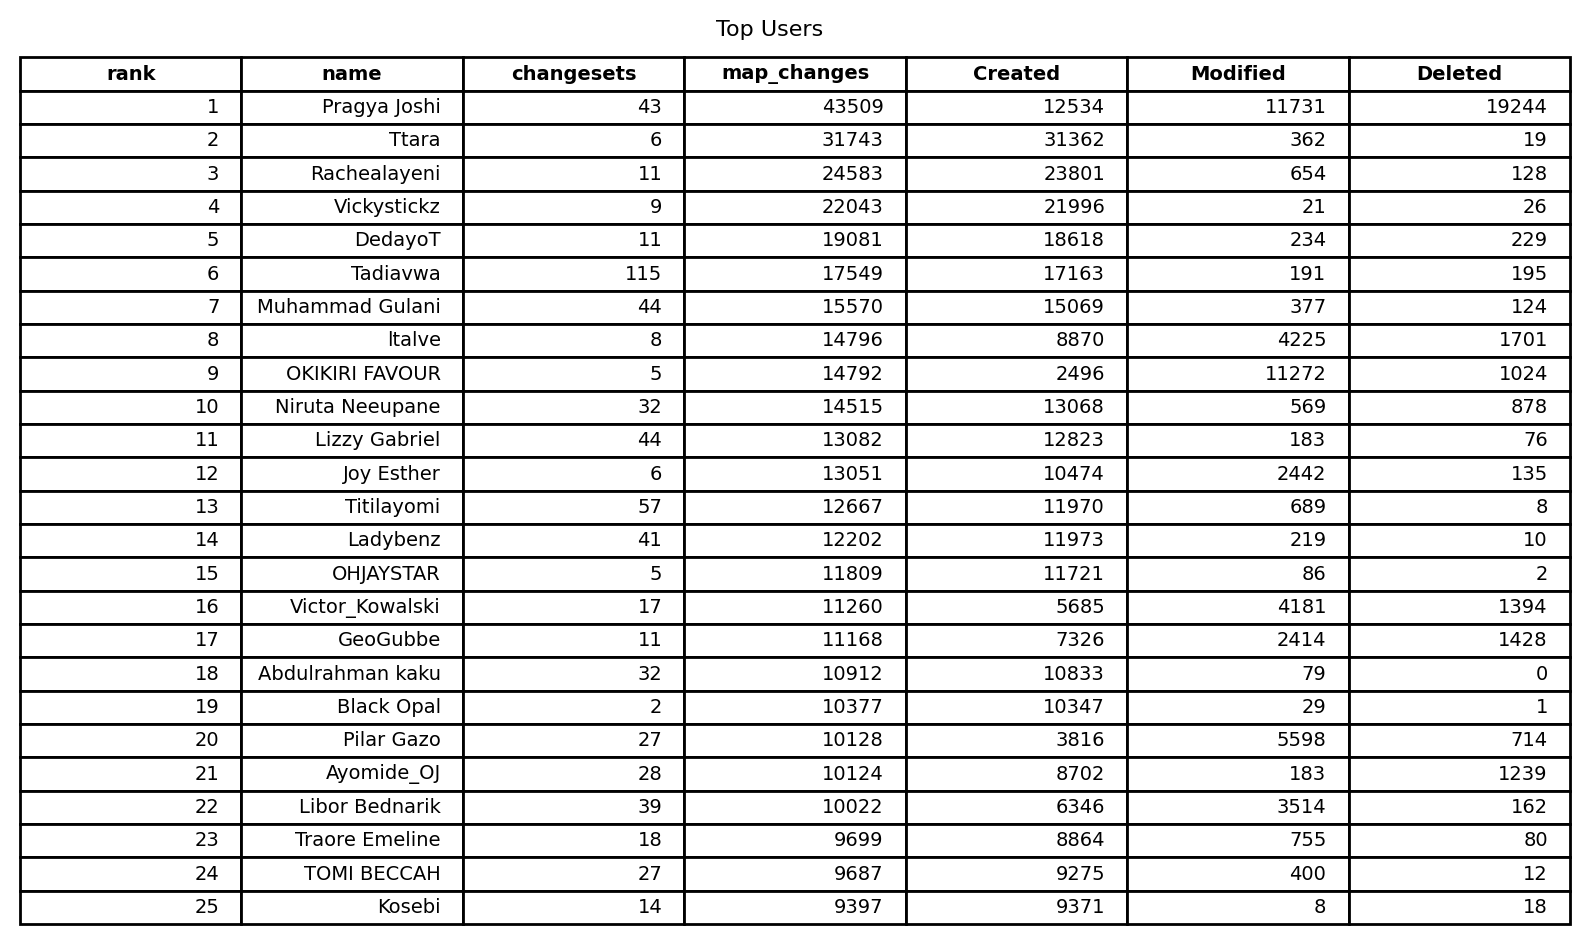 Top Users
rank name changesets map_changes Created Modified Deleted
1 Pragya Joshi 43 43509 12534 11731 19244
2 Ttara 6 31743 31362 362 19
3 Rachealayeni 11 24583 23801 654 128
4 Vickystickz 9 22043 21996 21 26
5 DedayoT 11 19081 18618 234 229
6 Tadiavwa 115 17549 17163 191 195
7 Muhammad Gulani 44 15570 15069 377 124
8 ltalve 8 14796 8870 4225 1701
9 OKIKIRI FAVOUR 5 14792 2496 11272 1024
10 Niruta Neeupane 32 14515 13068 569 878
11 Lizzy Gabriel 44 13082 12823 183 76
12 Joy Esther 6 13051 10474 2442 135
13 Titilayomi 57 12667 11970 689 8
14 Ladybenz 41 12202 11973 219 10
15 OHJAYSTAR 5 11809 11721 86 2
16 Victor_Kowalski 17 11260 5685 4181 1394
17 GeoGubbe 11 11168 7326 2414 1428
18 Abdulrahman kaku 32 10912 10833 79 0
19 Black Opal 2 10377 10347 29 1
20 Pilar Gazo 27 10128 3816 5598 714
21 Ayomide_OJ 28 10124 8702 183 1239
22 Libor Bednarik 39 10022 6346 3514 162
23 Traore Emeline 18 9699 8864 755 80
24 TOMI BECCAH 27 9687 9275 400 12
25 Kosebi 14 9397 9371 8 18